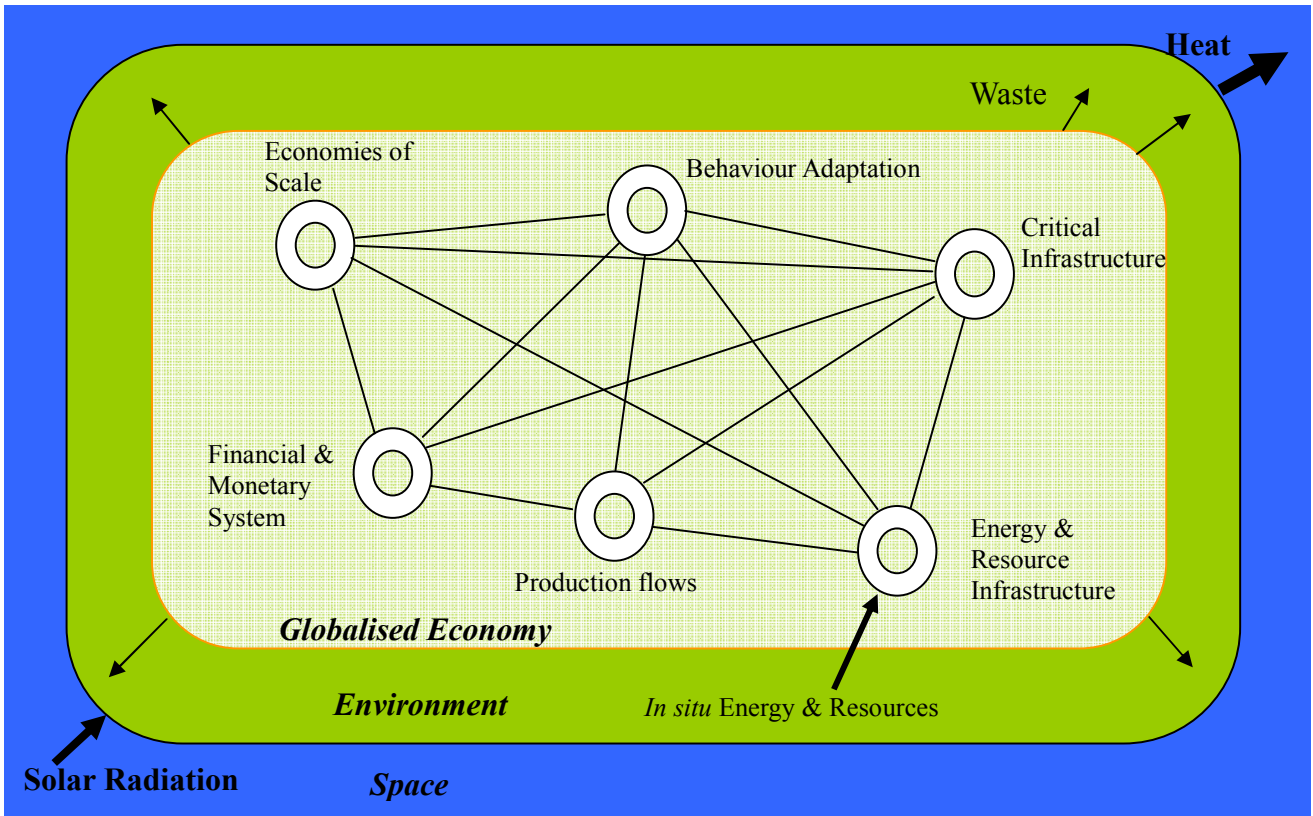 Heat
Waste
Economies of
Scale
Behaviour Adaptation
Critical
Infrastructure
Financial &
Monetary
System
Energy &
Resource
Infrastructure
Production flows
Globalised Economy
Environment
In situ Energy & Resources
Solar Radiation
Space